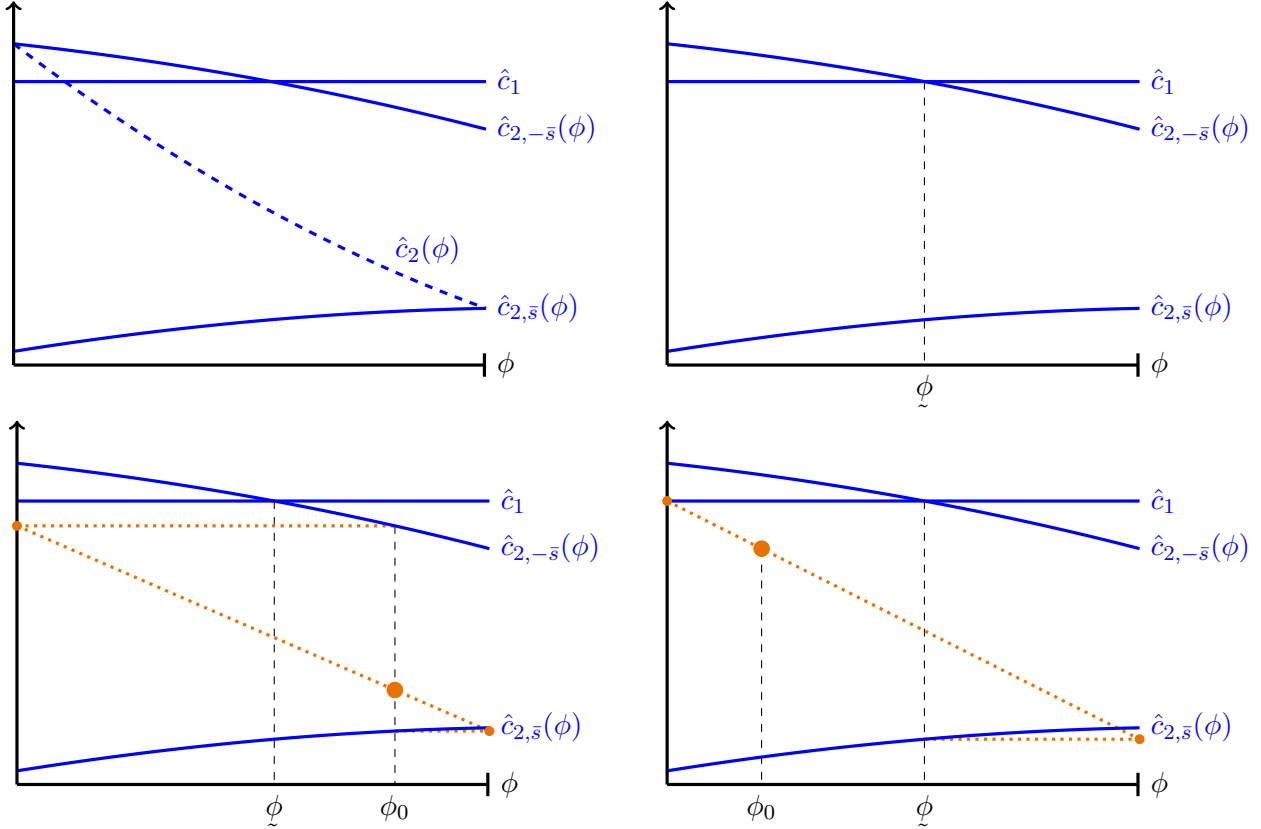 ĉ₁
ĉ₂,₋s̄(ϕ)
ĉ₂(ϕ)
ĉ₂,s̄(ϕ)
ϕ
ĉ₁
ĉ₂,₋s̄(ϕ)
ĉ₂,s̄(ϕ)
ϕ
ϕ̰
ĉ₁
ĉ₂,₋s̄(ϕ)
ĉ₂,s̄(ϕ)
ϕ
ϕ̰ ϕ₀
ĉ₁
ĉ₂,₋s̄(ϕ)
ĉ₂,s̄(ϕ)
ϕ
ϕ₀ ϕ̰